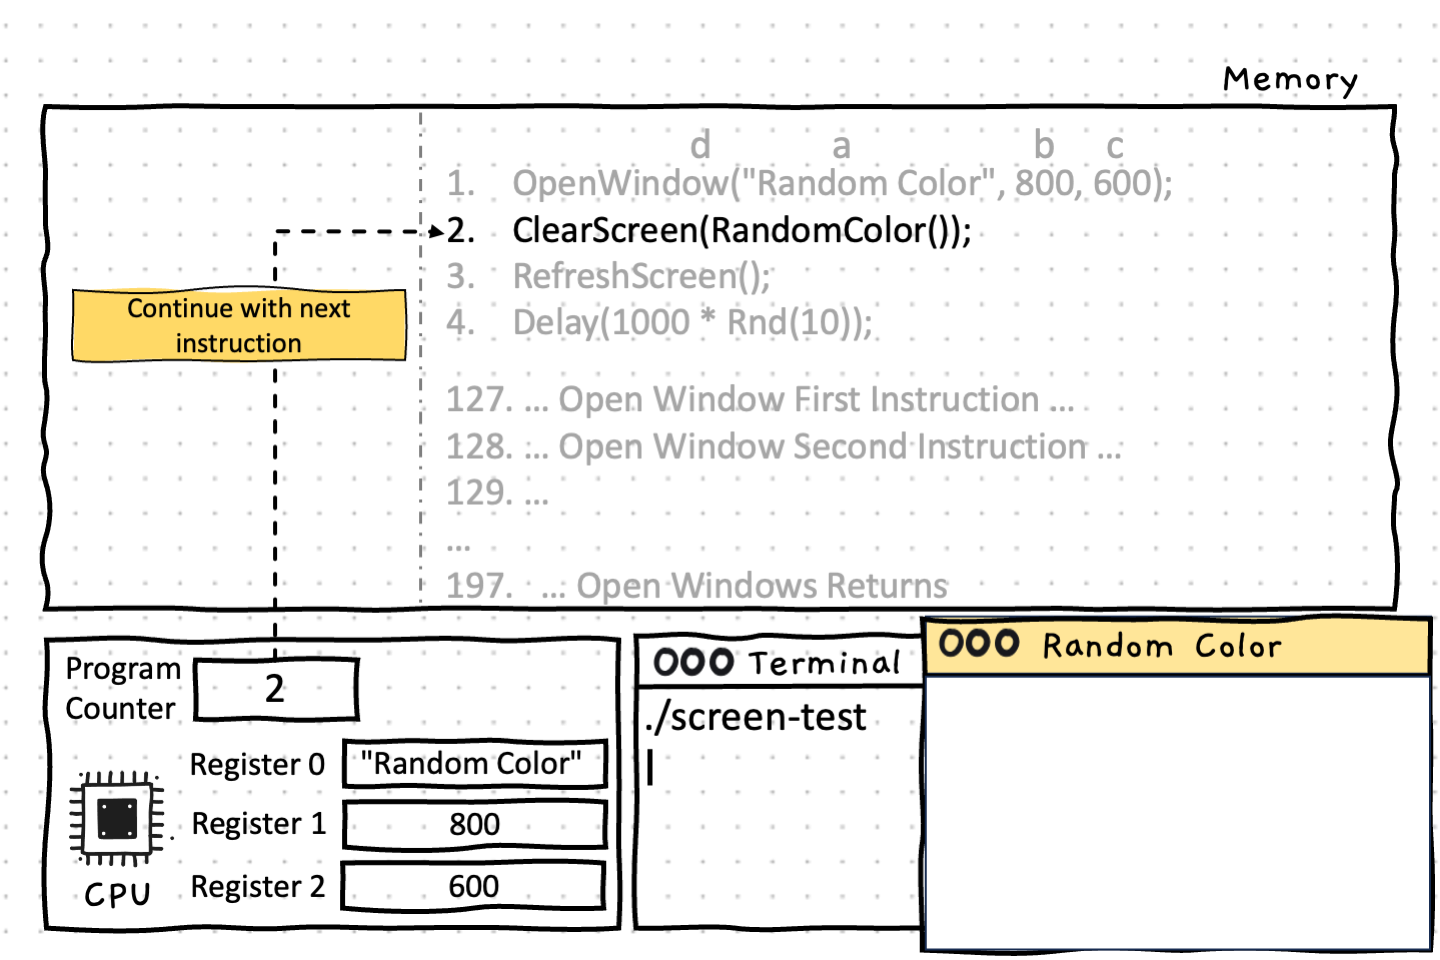 Memory
d a b c
1. OpenWindow("Random Color", 800, 600);
2. ClearScreen(RandomColor());
3. RefreshScreen();
4. Delay(1000 * Rnd(10));
Continue with next
instruction
127. ... Open Window First Instruction ...
128. ... Open Window Second Instruction ...
129. ...
...
197. ... Open Windows Returns
Program
Counter
2
Register 0 "Random Color"
Register 1 800
Register 2 600
CPU
Terminal
./screen-test
Random Color